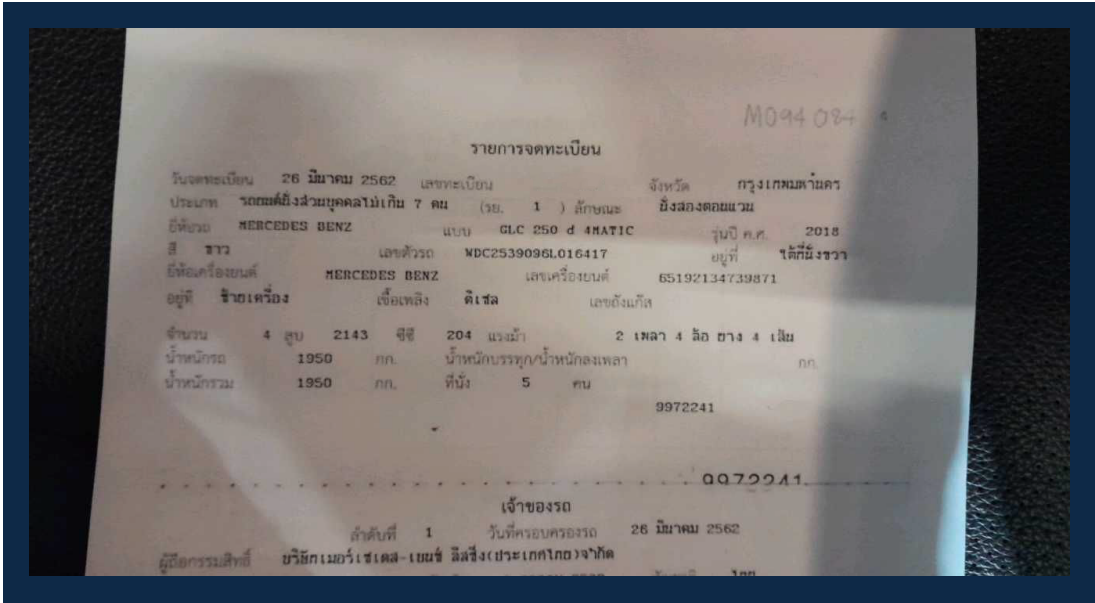 M094084
รายการจดทะเบียน
วันจดทะเบียน 26 มีนาคม 2562 เลขทะเบียน จังหวัด กรุงเทพมหานคร
ประเภท รถยนต์นั่งส่วนบุคคลไม่เกิน 7 คน (รย. 1 ) ลักษณะ นั่งสองตอนแวน
ยี่ห้อรถ MERCEDES BENZ แบบ GLC 250 d 4MATIC รุ่นปี ค.ศ. 2018
สี ขาว เลขตัวรถ WDC2539096L016417 อยู่ที่ ใต้ที่นั่งขวา
ยี่ห้อเครื่องยนต์ MERCEDES BENZ เลขเครื่องยนต์ 65192134739871
อยู่ที่ ซ้ายเครื่อง เชื้อเพลิง ดีเซล เลขถังแก๊ส
จำนวน 4 สูบ 2143 ซีซี 204 แรงม้า 2 เพลา 4 ล้อ ยาง 4 เส้น
น้ำหนักรถ 1950 กก. น้ำหนักบรรทุก/น้ำหนักลงเพลา กก.
น้ำหนักรวม 1950 กก. ที่นั่ง 5 คน
9972241
9972241
เจ้าของรถ
ลำดับที่ 1 วันที่ครอบครองรถ 26 มีนาคม 2562
ผู้ถือกรรมสิทธิ์ บริษัทเมอร์เซเดส-เบนซ์ ลีสซิ่ง(ประเทศไทย)จำกัด